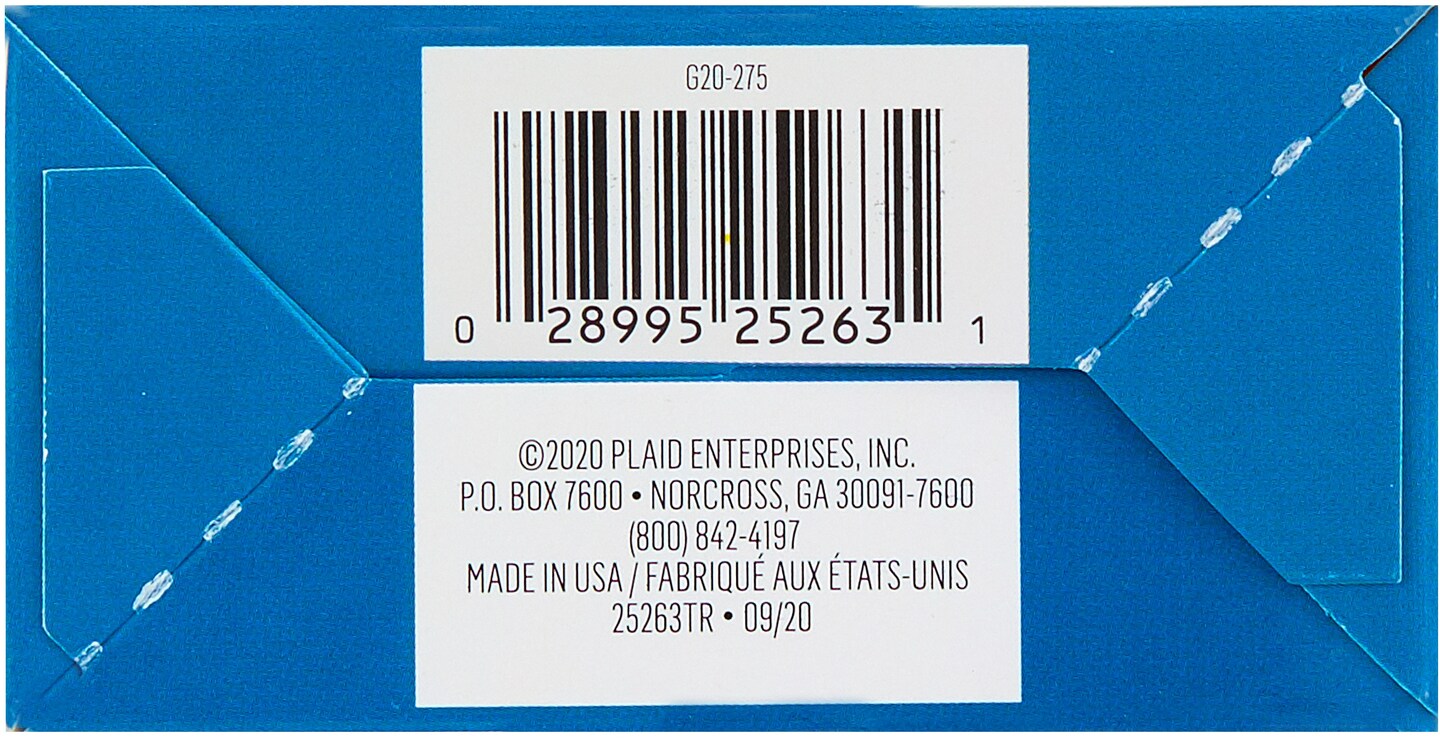 G20-275
0 28995 25263 1
©2020 PLAID ENTERPRISES, INC.
P.O. BOX 7600 • NORCROSS, GA 30091-7600
(800) 842-4197
MADE IN USA / FABRIQUÉ AUX ÉTATS-UNIS
25263TR • 09/20